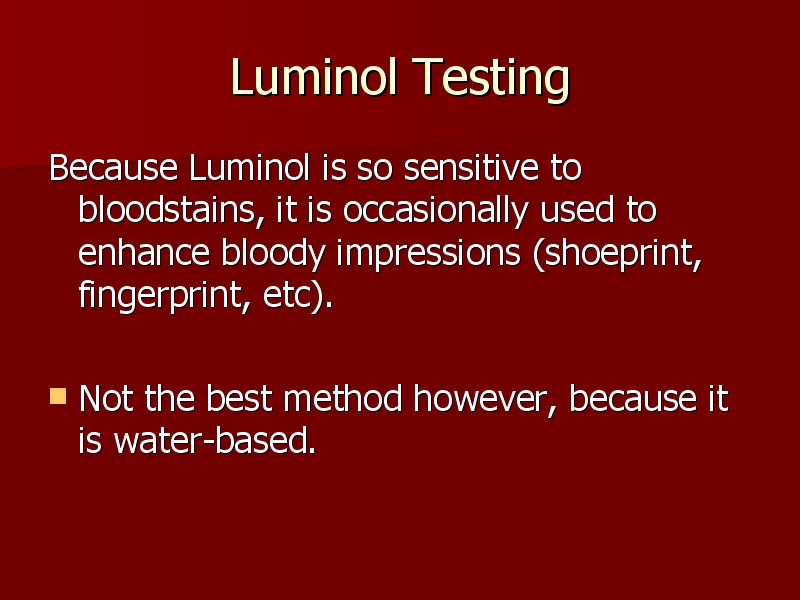 Luminol Testing
Because Luminol is so sensitive to
bloodstains, it is occasionally used to
enhance bloody impressions (shoeprint,
fingerprint, etc).
Not the best method however, because it
is water-based.